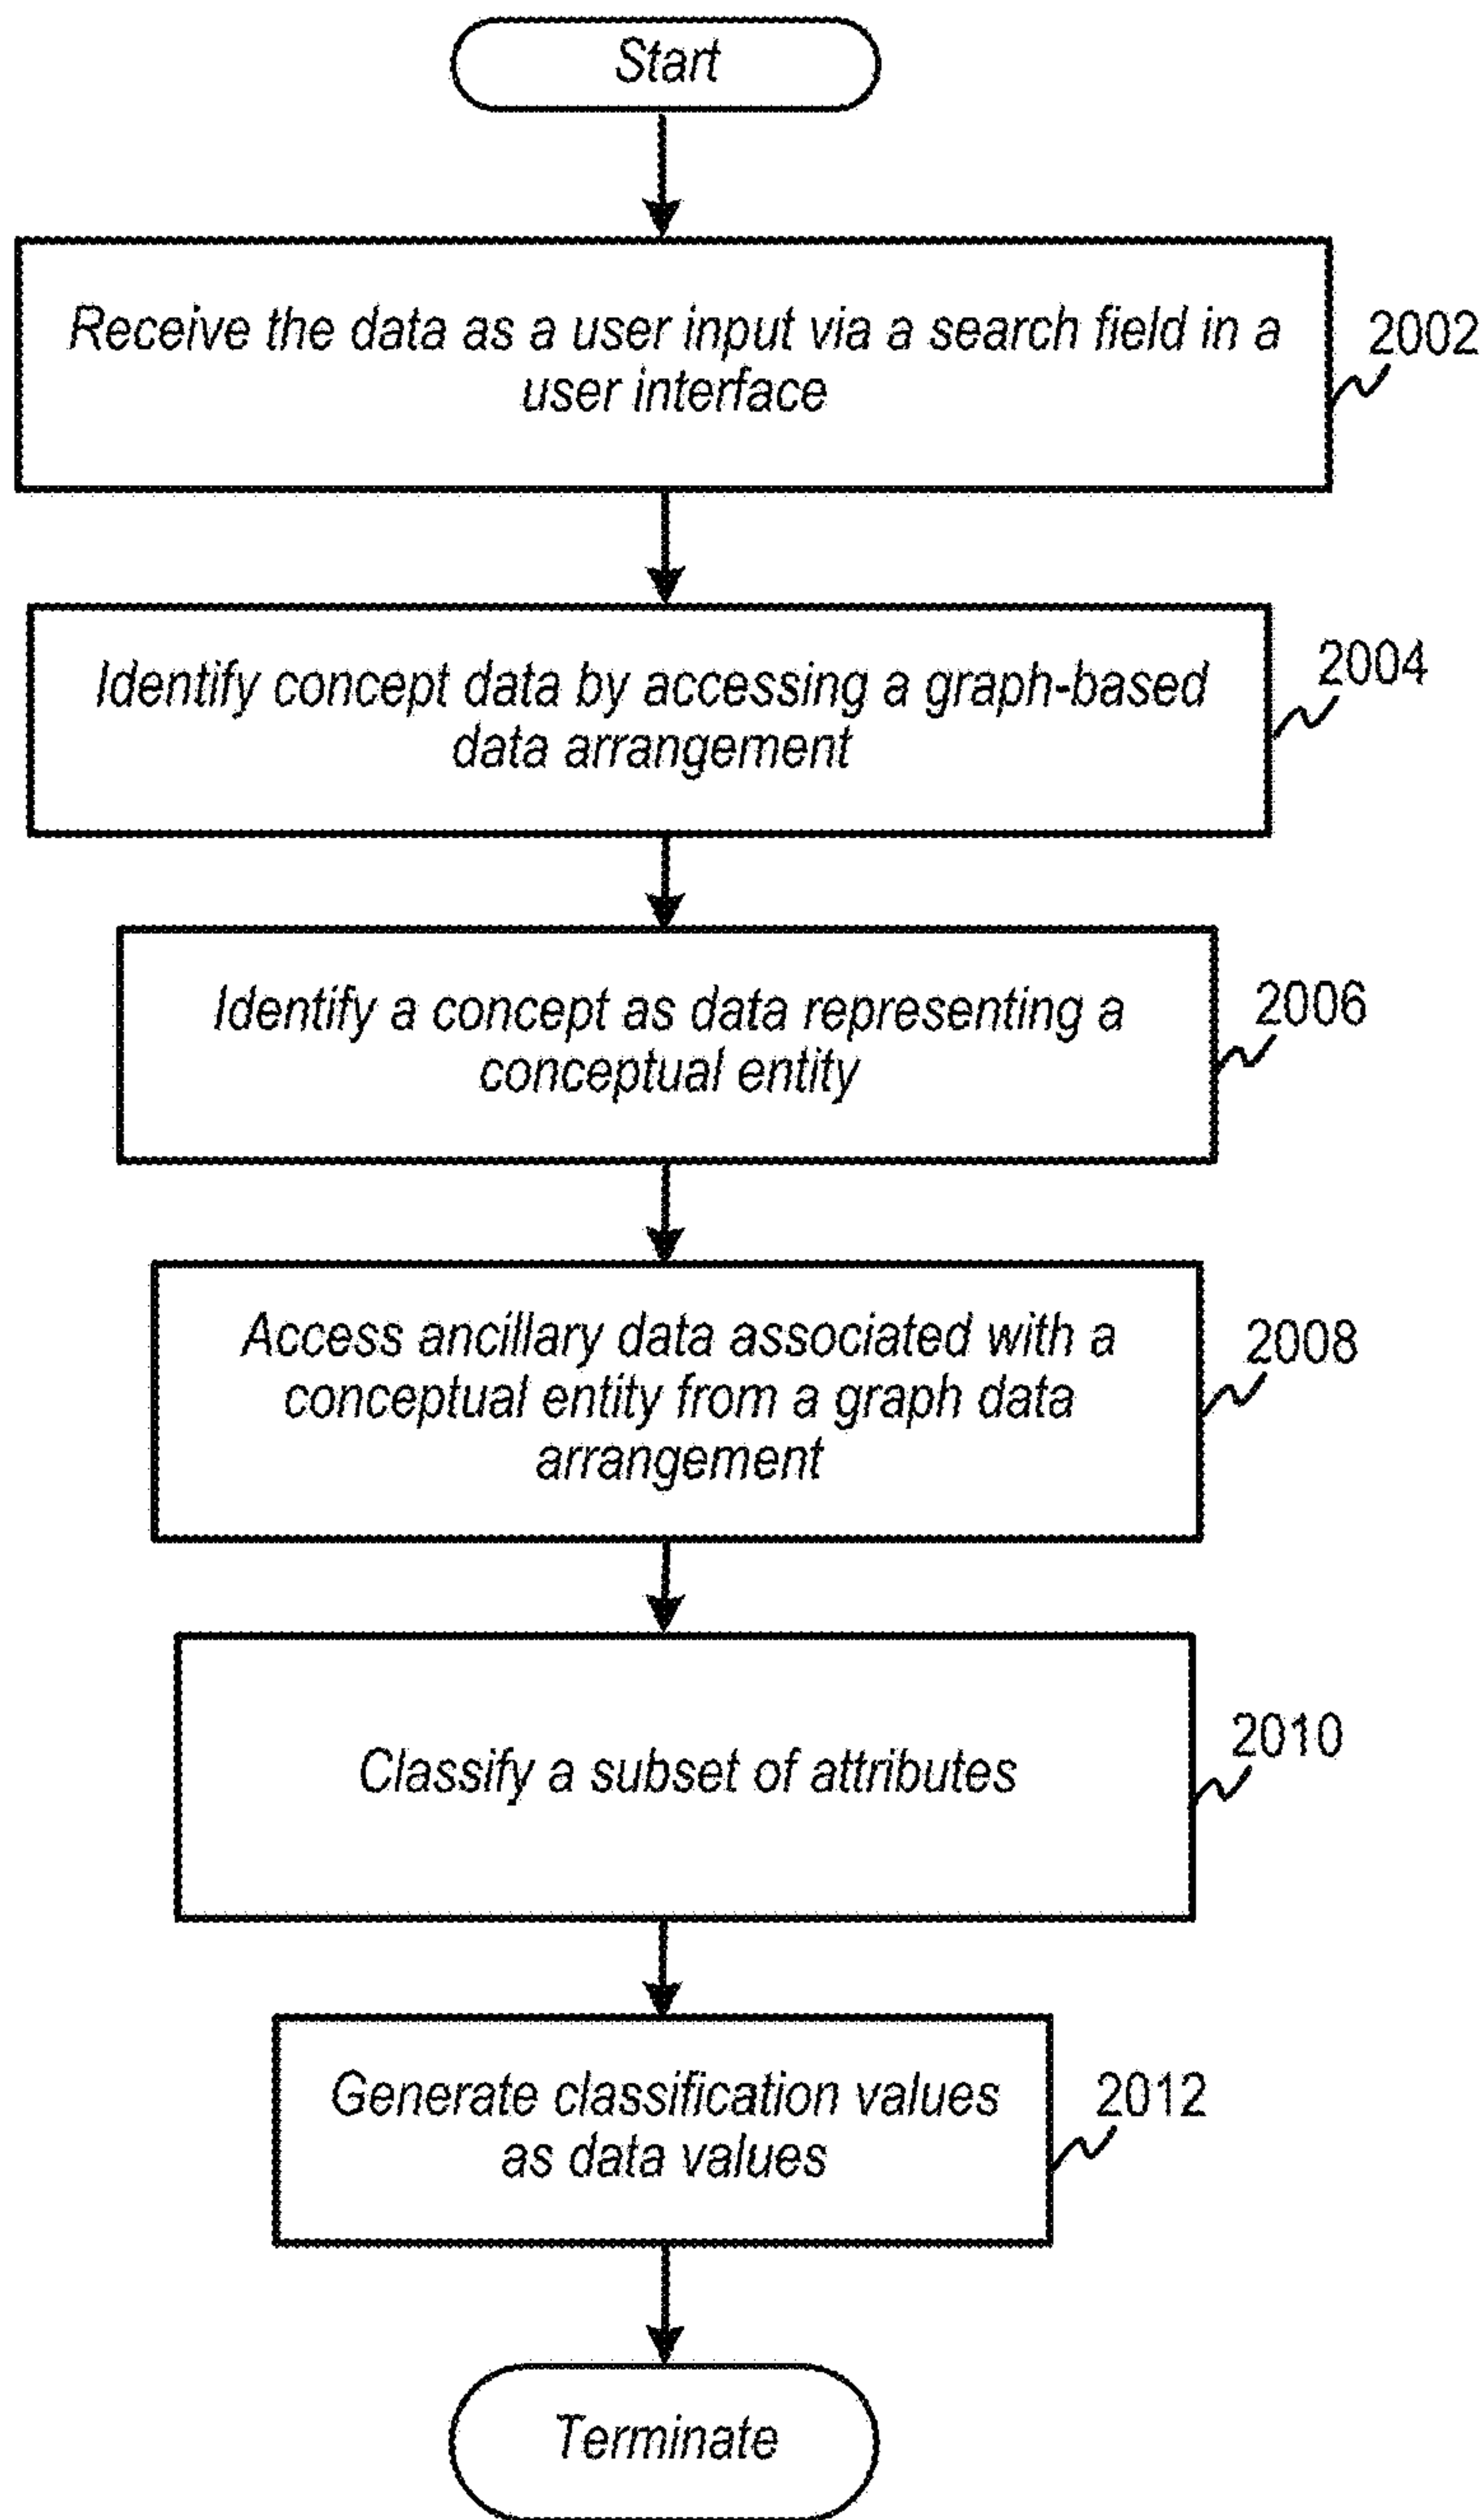 Start
Receive the data as a user input via a search field in a
user interface
2002
Identify concept data by accessing a graph-based
data arrangement
2004
Identify a concept as data representing a
conceptual entity
2006
Access ancillary data associated with a
conceptual entity from a graph data
arrangement
2008
Classify a subset of attributes
2010
Generate classification values
as data values
2012
Terminate